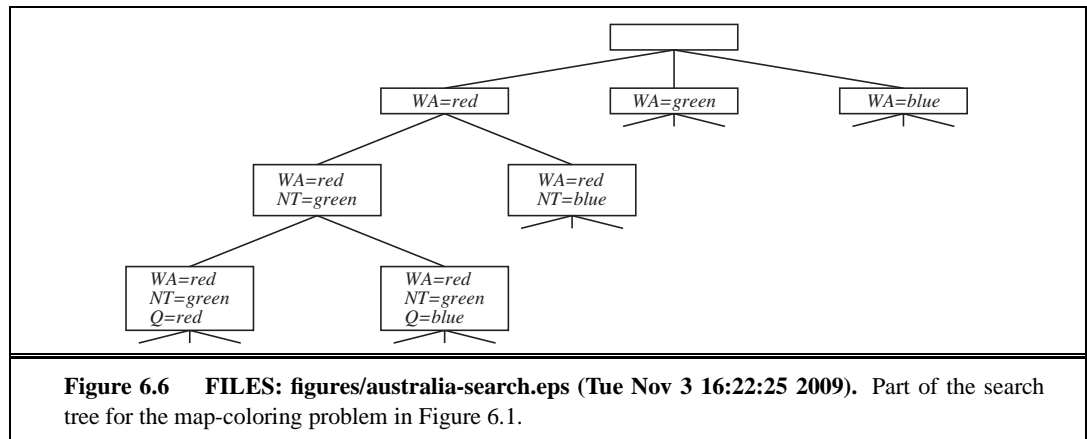 WA=red
WA=green
WA=blue
WA=red
NT=green
WA=red
NT=blue
WA=red
NT=green
Q=red
WA=red
NT=green
Q=blue
Figure 6.6 FILES: figures/australia-search.eps (Tue Nov 3 16:22:25 2009). Part of the search
tree for the map-coloring problem in Figure 6.1.